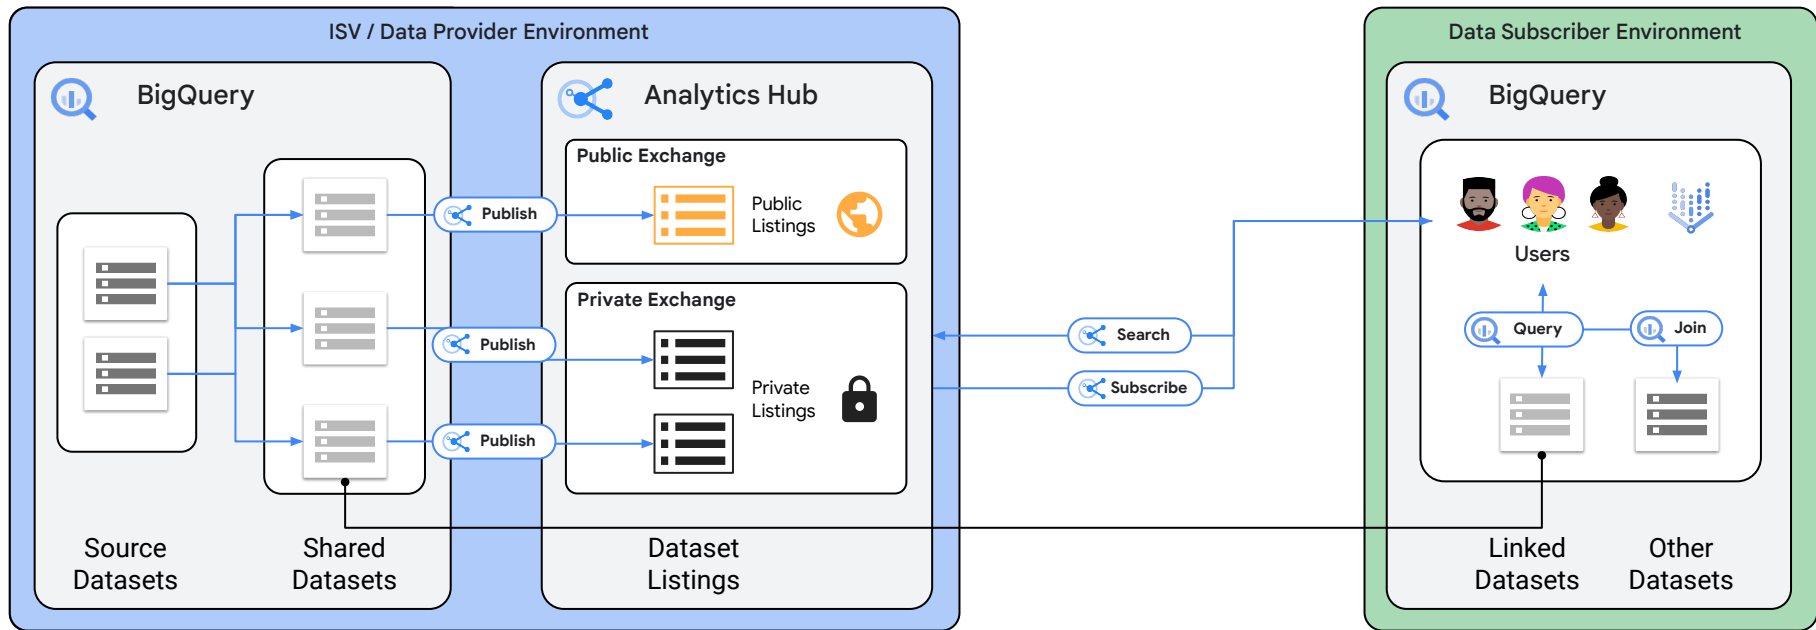 ISV / Data Provider Environment
BigQuery
Analytics Hub
Public Exchange
Publish
Public
Listings
Private Exchange
Publish
Private
Listings
Publish
Source
Datasets
Shared
Datasets
Dataset
Listings
Search
Subscribe
Data Subscriber Environment
BigQuery
Users
Query
Join
Linked
Datasets
Other
Datasets